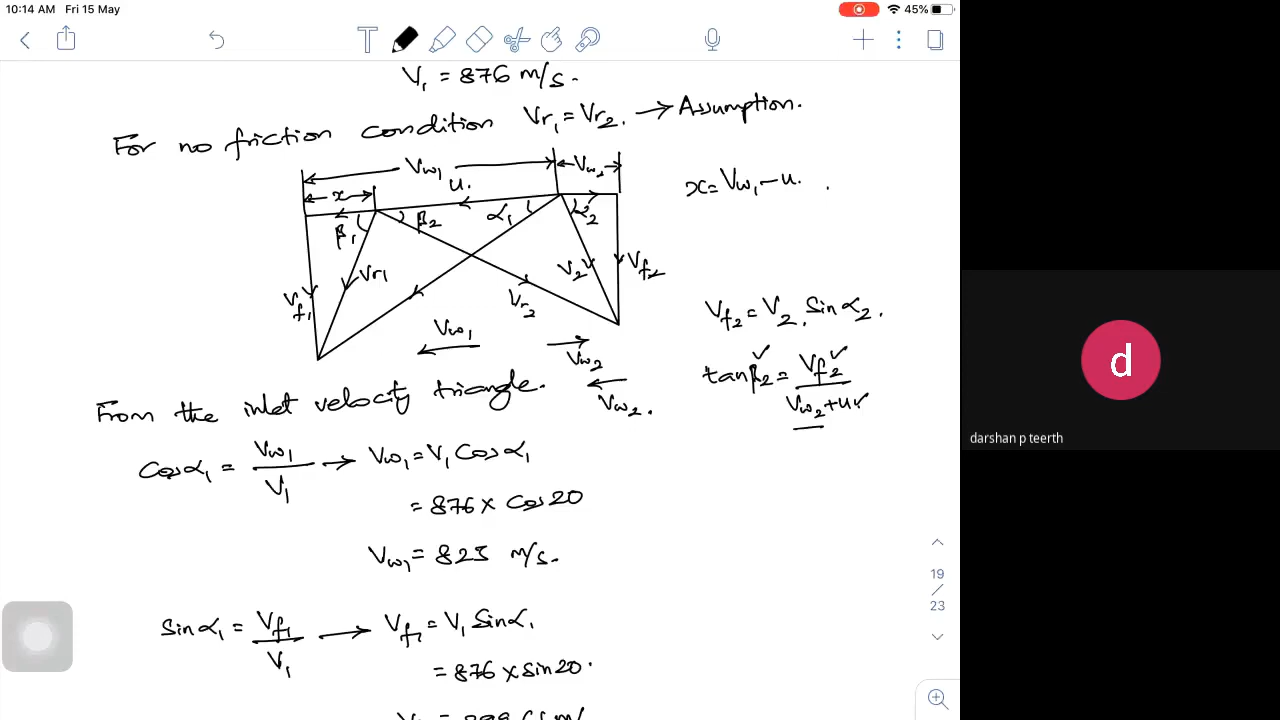 10:14 AM Fri 15 May
45%
V1 = 876 m/s.
For no friction condition Vr1 = Vr2. → Assumption.
Vw1
Vw2
x
u.
x = Vw1 - u.
β1
β2
α1
α2
Vf1
Vr1
Vr2
V2
Vf2
Vw1
Vw2
Vw2.
Vf2 = V2. Sin α2.
tan β2 = Vf2 / Vw2 + u
From the inlet velocity triangle.
Cos α1 = Vw1 / V1 → Vw1 = V1 Cos α1
= 876 x Cos 20
Vw1 = 823 m/s.
Sin α1 = Vf1 / V1 → Vf1 = V1 Sin α1
= 876 x Sin 20.
19
/
23
d
darshan p teerth